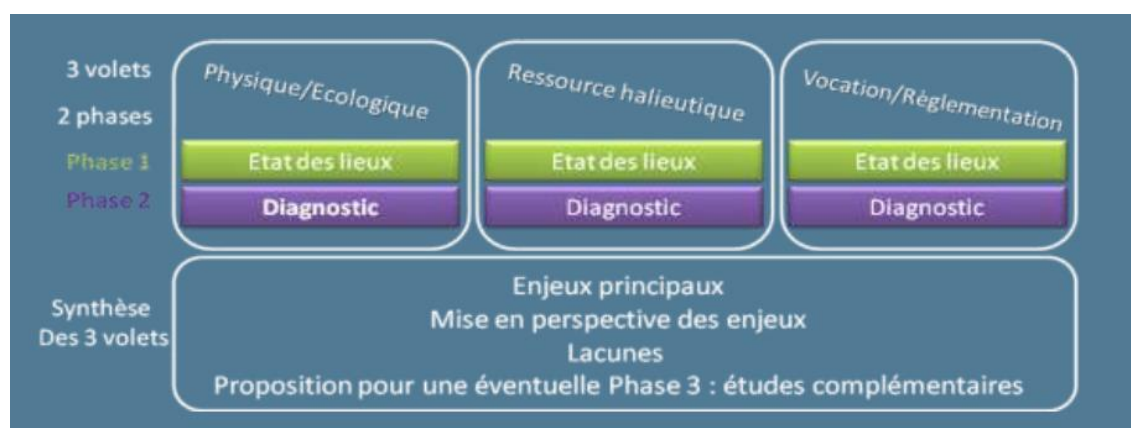 3 volets
2 phases
Physique/Ecologique
Ressource halieutique
Vocation/Règlementation
Phase 1
Etat des lieux
Etat des lieux
Etat des lieux
Phase 2
Diagnostic
Diagnostic
Diagnostic
Synthèse
Des 3 volets
Enjeux principaux
Mise en perspective des enjeux
Lacunes
Proposition pour une éventuelle Phase 3 : études complémentaires